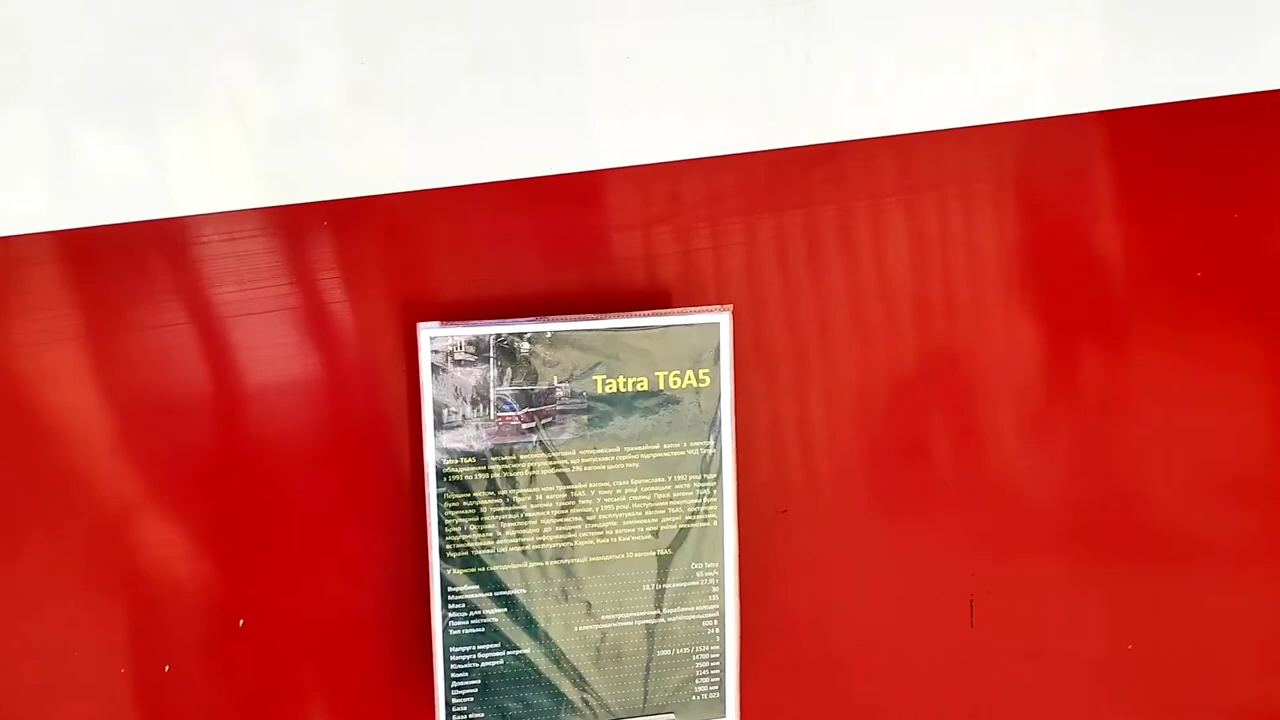 Tatra T6A5
Tatra-T6A5 – чеський високопідлоговий чотиривісний трамвайний вагон з електро-
обладнанням імпульсного регулювання, що випускався серійно підприємством ЧКД Татра
з 1991 по 1998 рік. Усього було зроблено 296 вагонів цього типу.
Першим містом, що отримало нові трамвайні вагони, стала Братислава. У 1992 році туди
було відправлено з Праги 34 вагони T6A5. У тому ж році словацьке місто Кошице
отримало 30 трамвайних вагонів такого типу. У чеській столиці Празі вагони T6A5 у
регулярній експлуатації з'явилися трохи пізніше, у 1995 році. Наступними покупцями були
Брно і Острава. Транспортні підприємства, що експлуатували вагони T6A5, поступово
модернізували їх відповідно до західних стандартів: замінювали дверні механізми,
встановлювали автоматичні інформаційні системи на вагони та нові зчіпні механізми. В
Україні трамваї цієї моделі експлуатують Харків, Київ та Кам'янське.
У Харкові на сьогоднішній день в експлуатації знаходяться 10 вагонів T6A5.
Виробник ČKD Tatra
Максимальна швидкість 65 км/ч
Маса 18,7 (з пасажирами 27,9) т
Місць для сидіння 30
Повна місткість 135
Тип гальма електродинамічний, барабанна колодка
з електромагнітним приводом, магніторельсовий
Напруга мережі 600 В
Напруга бортової мережі 24 В
Кількість дверей 3
Колія 1000 / 1435 / 1524 мм
Довжина 14700 мм
Ширина 2500 мм
Висота 3145 мм
База 6700 мм
База візка 1900 мм
4 x TE 023